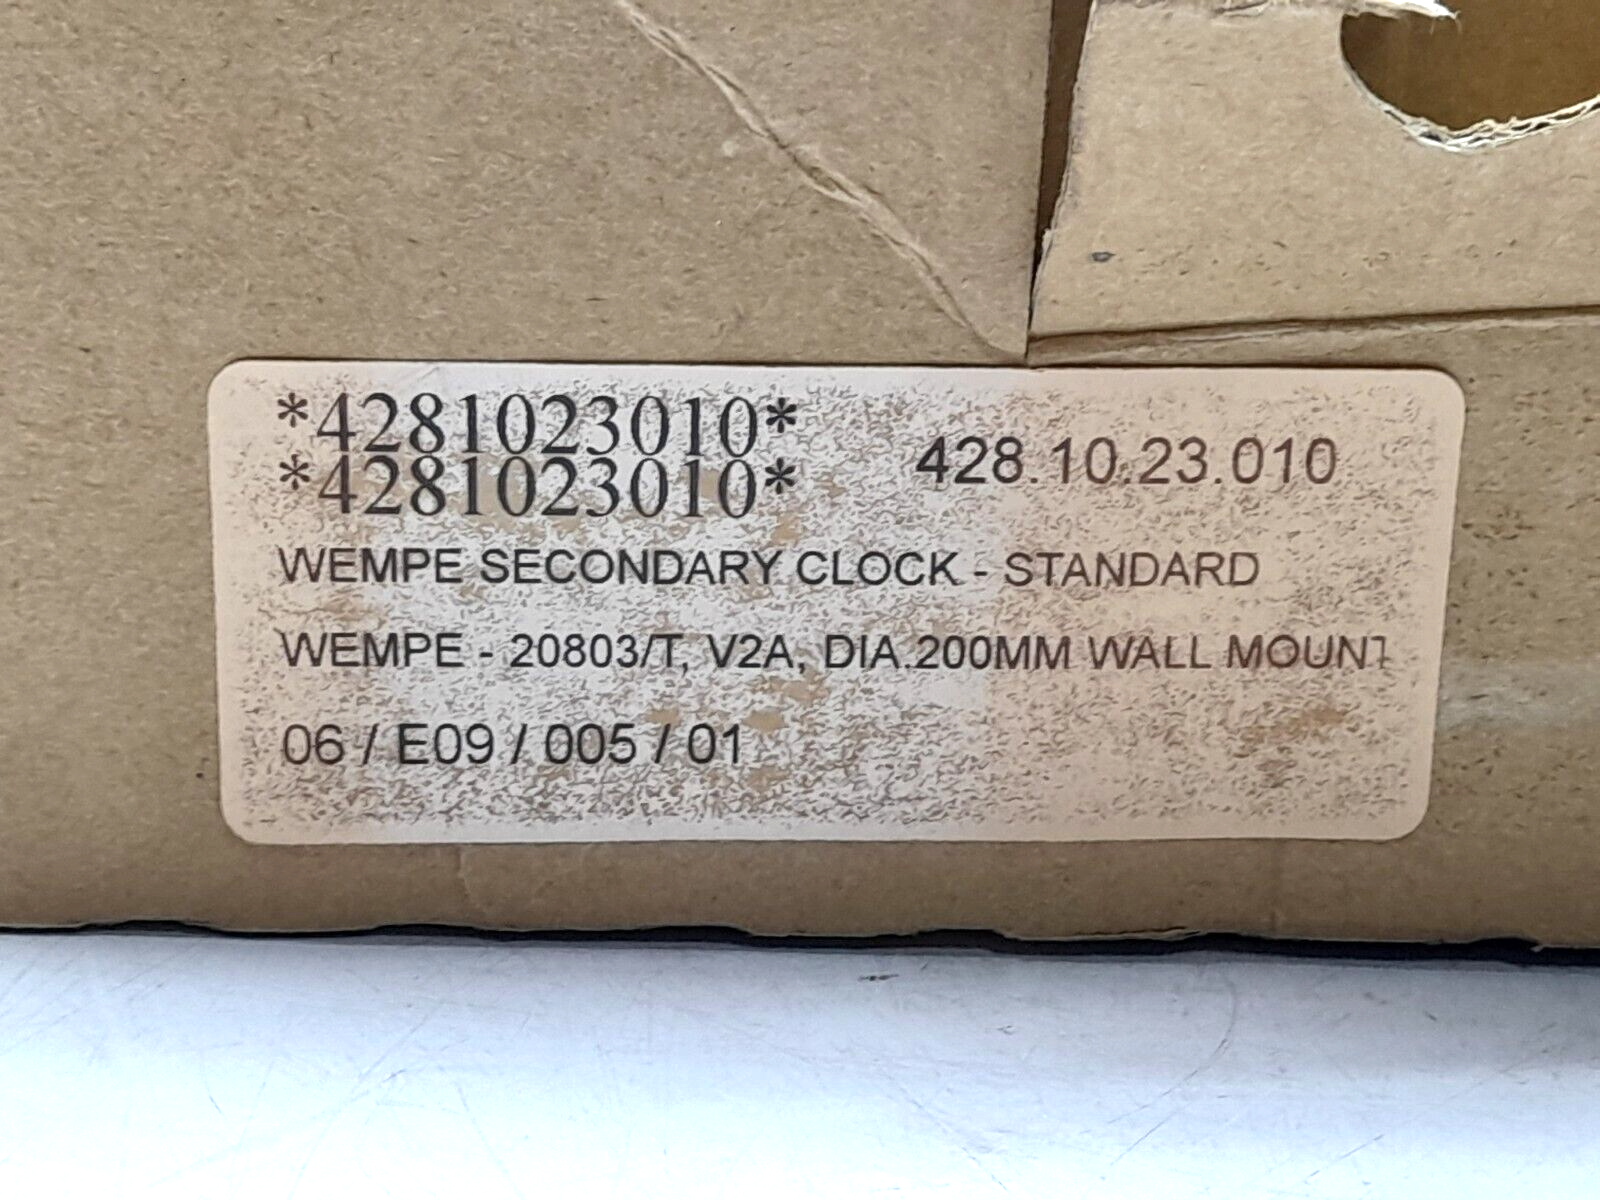 *4281023010*
*4281023010*
428.10.23.010
WEMPE SECONDARY CLOCK - STANDARD
WEMPE - 20803/T, V2A, DIA.200MM WALL MOUNT
06 / E09 / 005 / 01